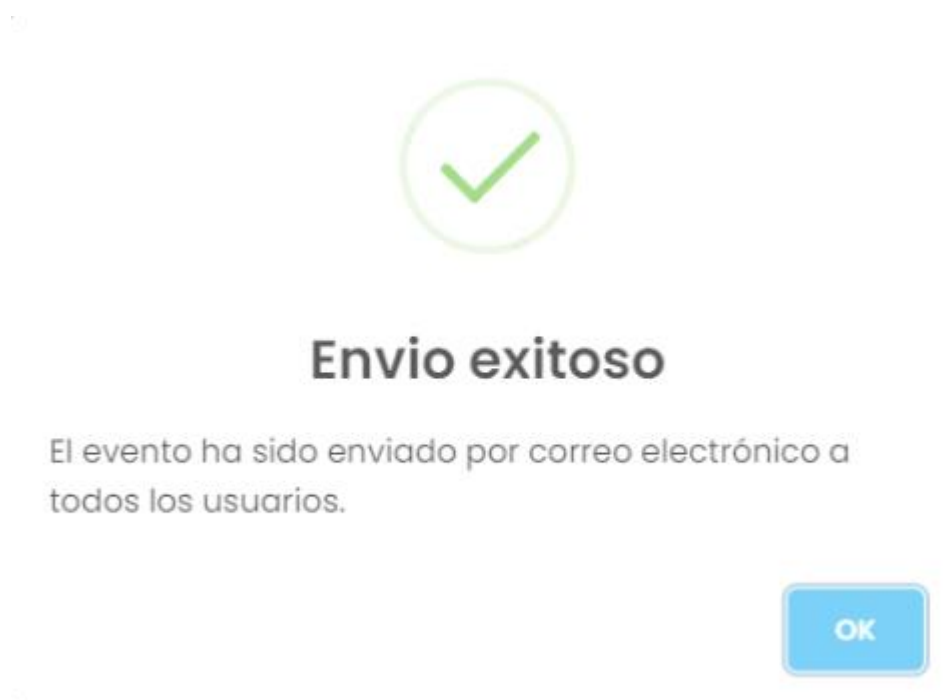 Envio exitoso
El evento ha sido enviado por correo electrónico a
todos los usuarios.
OK